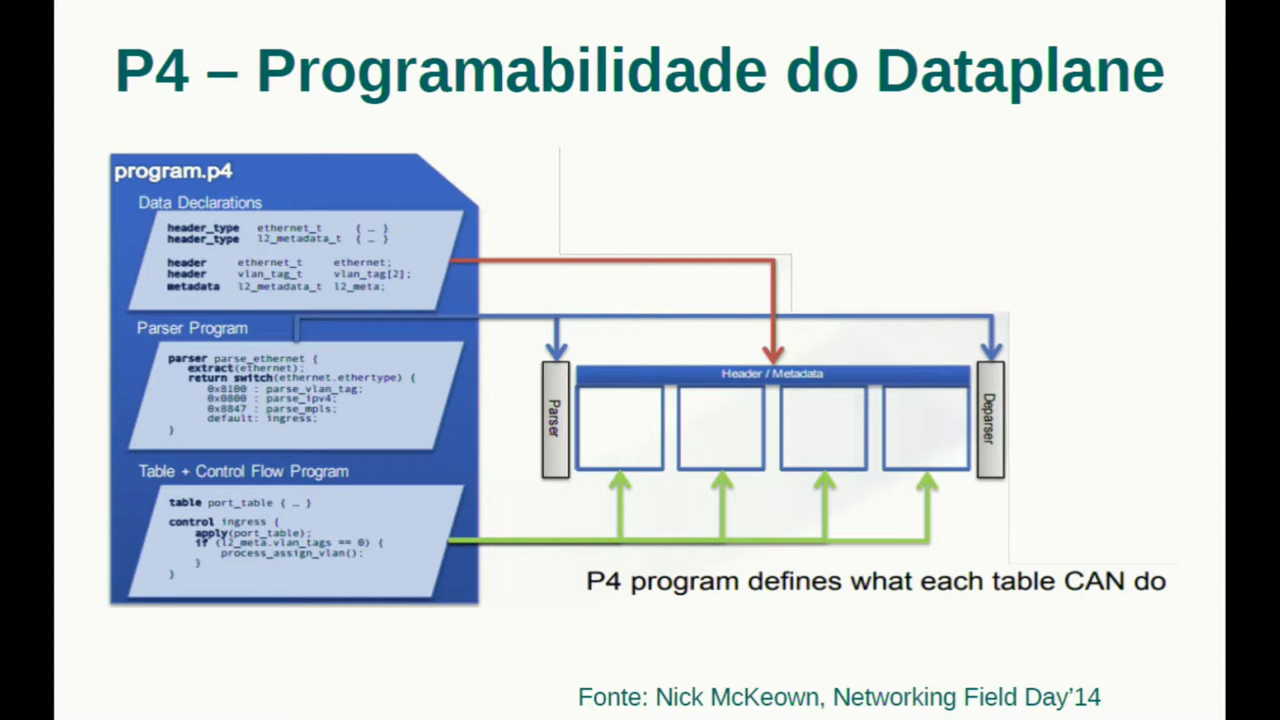 P4 – Programabilidade do Dataplane
program.p4
Data Declarations
header_type ethernet_t { … }
header_type l2_metadata_t { … }
header ethernet_t ethernet;
header vlan_tag_t vlan_tag[2];
metadata l2_metadata_t l2_meta;
Parser Program
parser parse_ethernet {
extract(ethernet);
return switch(ethernet.ethertype) {
0x8100 : parse_vlan_tag;
0x0800 : parse_ipv4;
0x8847 : parse_mpls;
default: ingress;
}
Table + Control Flow Program
table port_table { … }
control ingress {
apply(port_table);
if (l2_meta.vlan_tags == 0) {
process_assign_vlan();
}
}
Parser
Header / Metadata
Deparser
P4 program defines what each table CAN do
Fonte: Nick McKeown, Networking Field Day’14